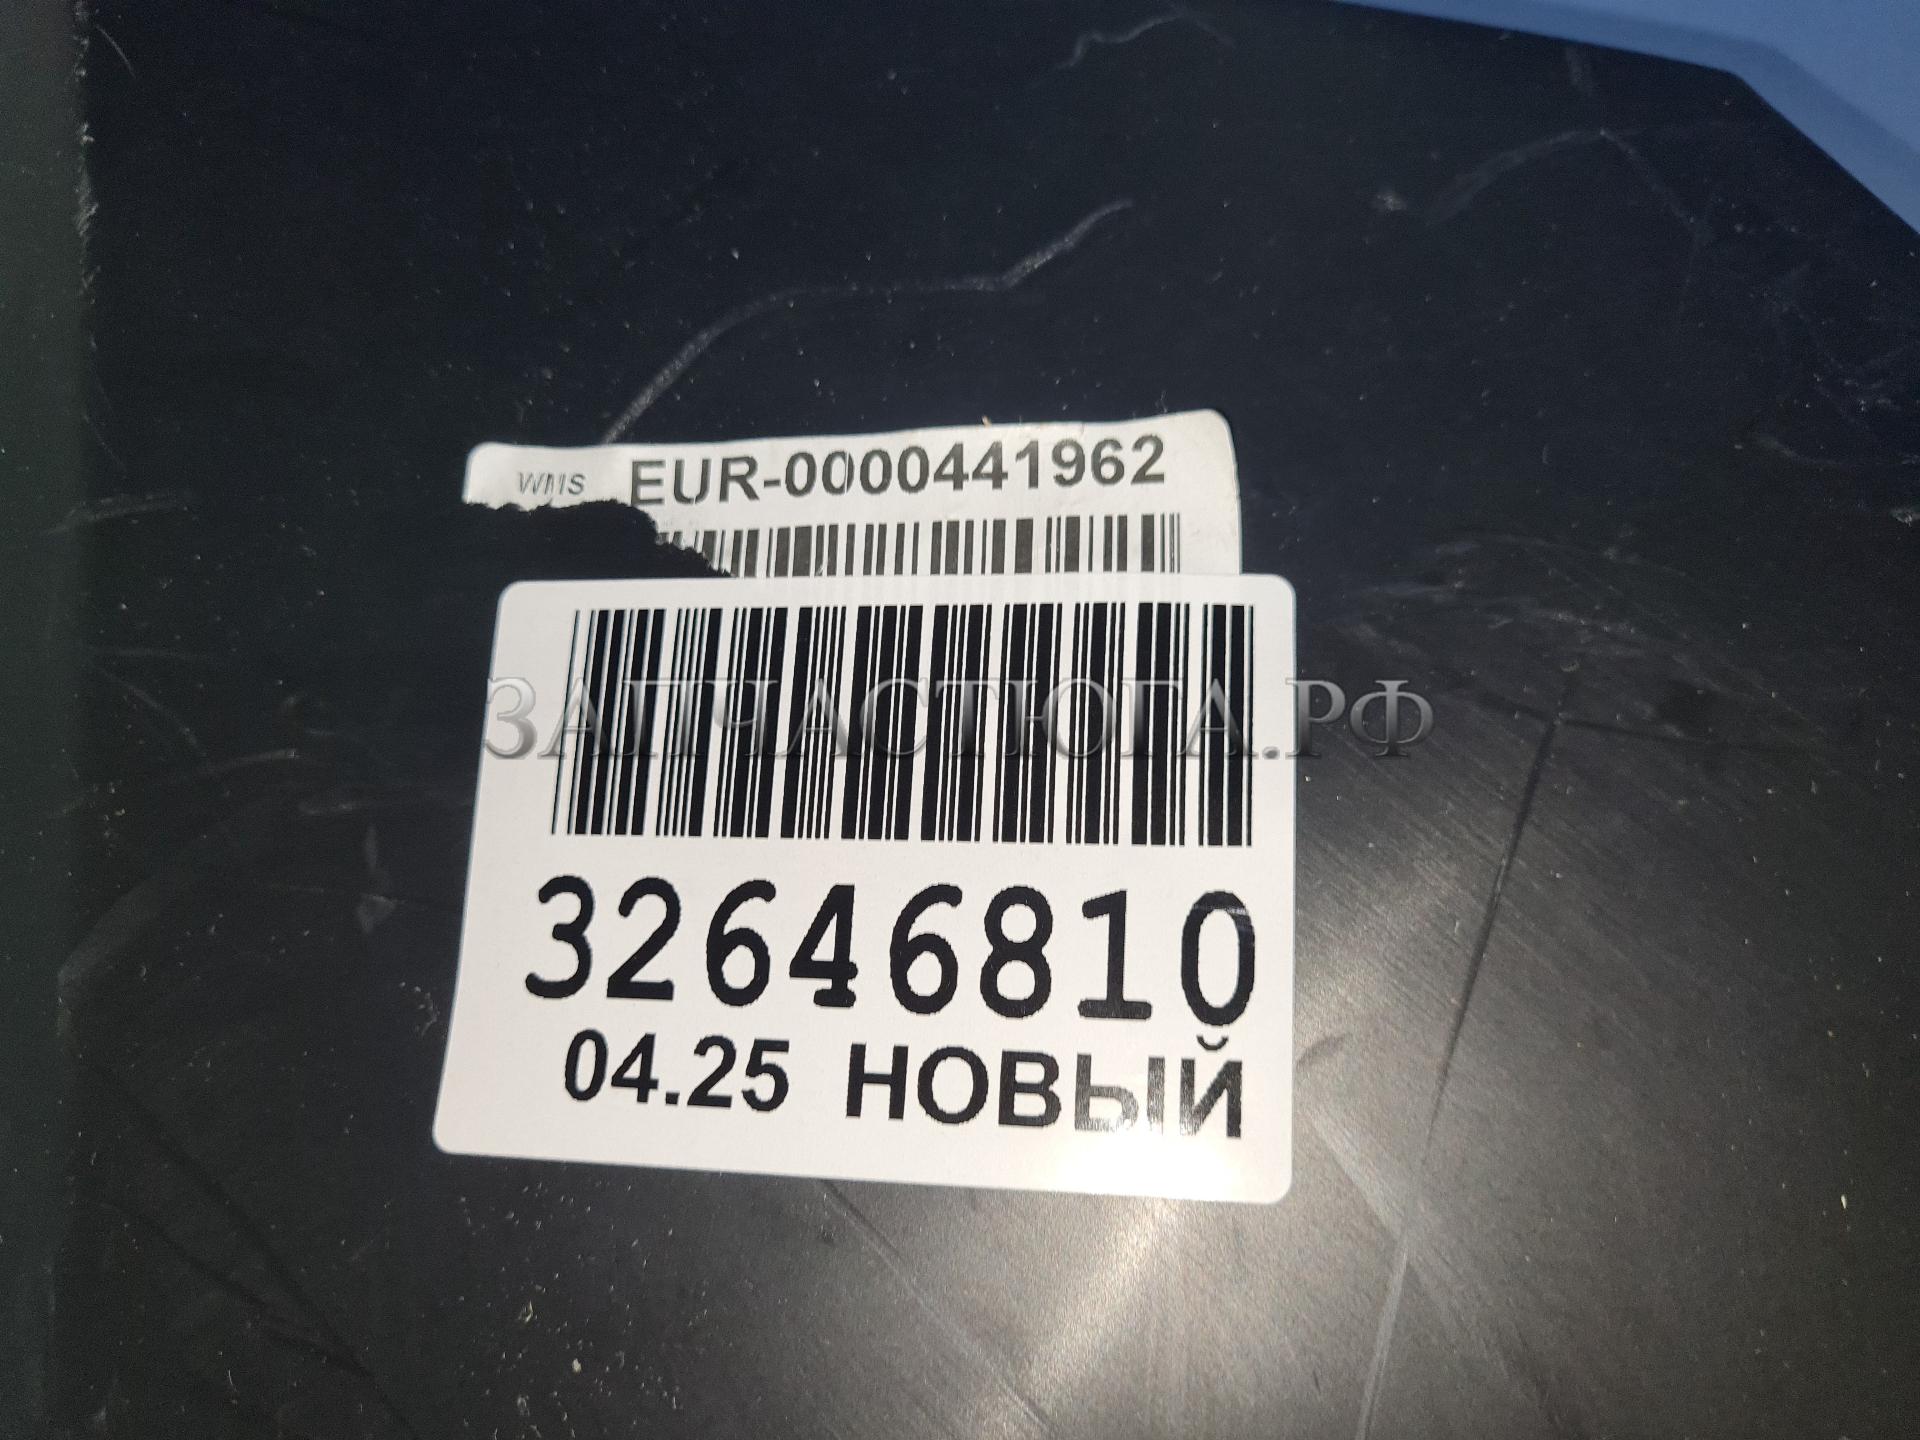 WMS EUR-0000441962
ЗАПЧАСТЮГА.РФ
32646810
04.25 НОВЫЙ